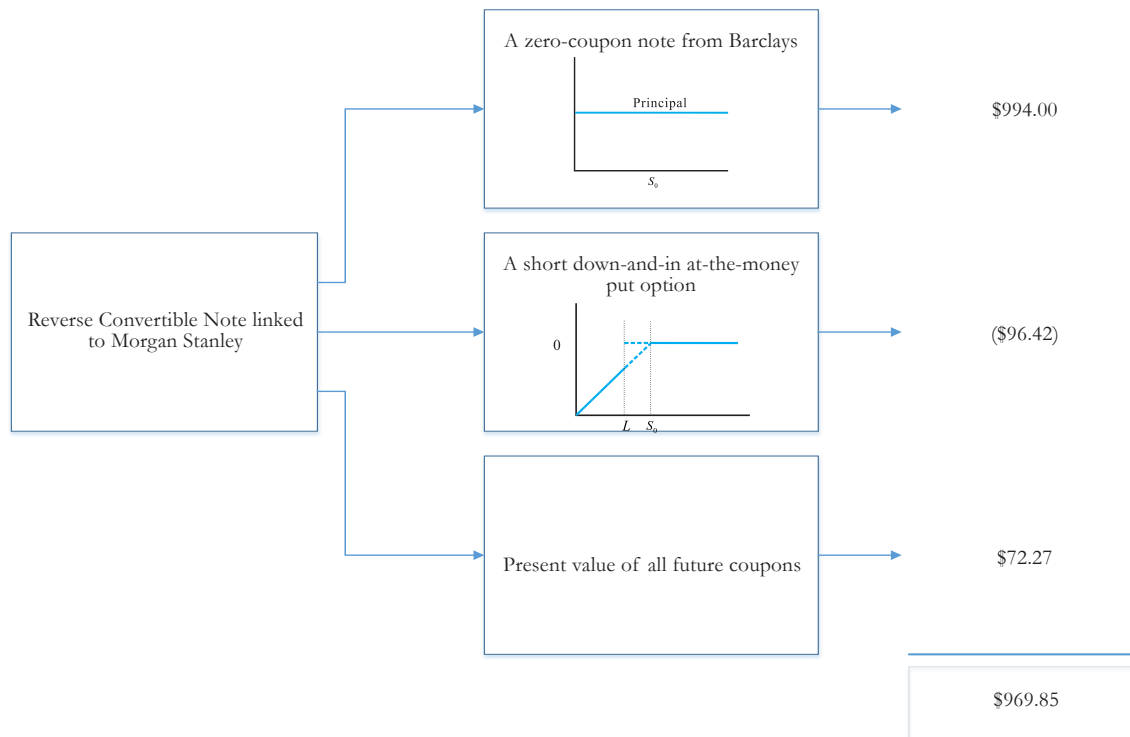 A zero-coupon note from Barclays
Principal
S₀
$994.00
Reverse Convertible Note linked
to Morgan Stanley
A short down-and-in at-the-money
put option
0
L S₀
($96.42)
Present value of all future coupons
$72.27
$969.85